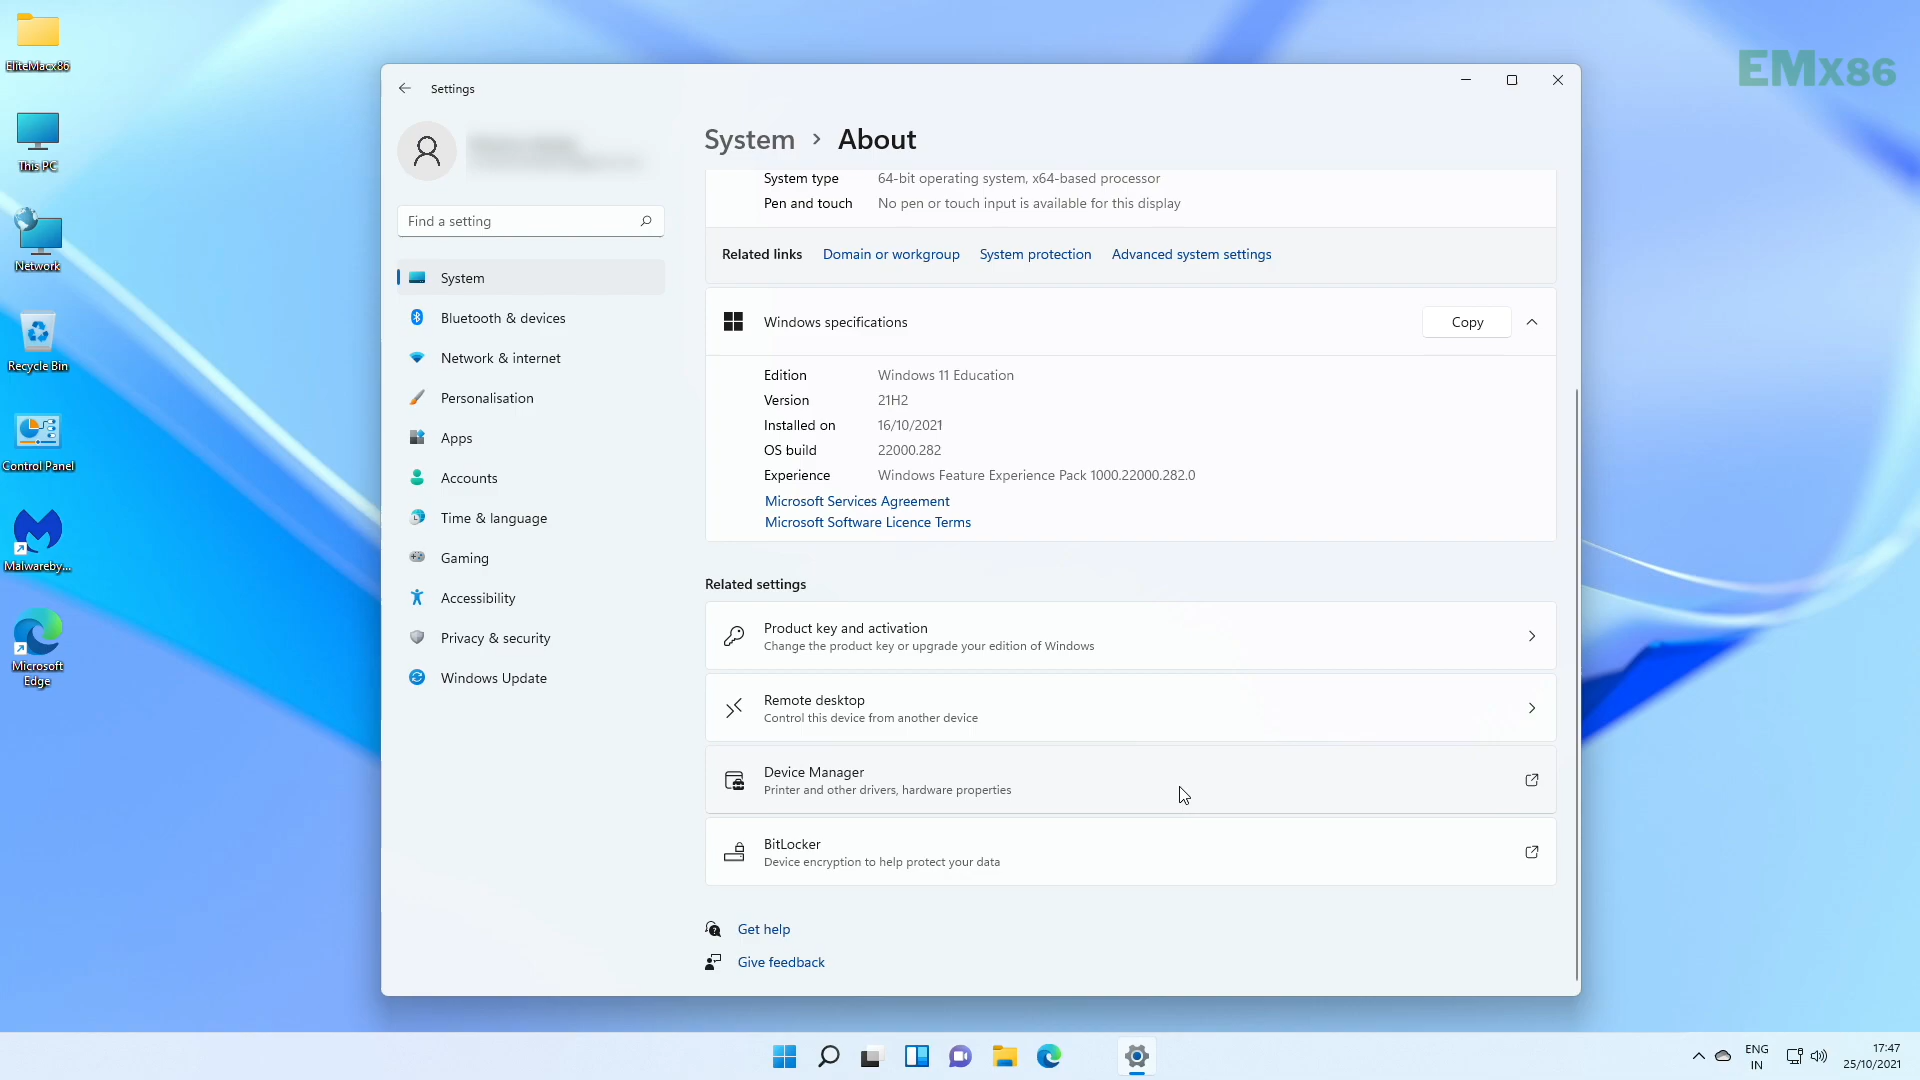 EliteMacx86
This PC
Network
Recycle Bin
Control Panel
Malwareby...
Microsoft
Edge
EMx86
Settings
Find a setting
System
Bluetooth & devices
Network & internet
Personalisation
Apps
Accounts
Time & language
Gaming
Accessibility
Privacy & security
Windows Update
System › About
System type 64-bit operating system, x64-based processor
Pen and touch No pen or touch input is available for this display
Related links Domain or workgroup System protection Advanced system settings
Windows specifications Copy
Edition Windows 11 Education
Version 21H2
Installed on 16/10/2021
OS build 22000.282
Experience Windows Feature Experience Pack 1000.22000.282.0
Microsoft Services Agreement
Microsoft Software Licence Terms
Related settings
Product key and activation
Change the product key or upgrade your edition of Windows
Remote desktop
Control this device from another device
Device Manager
Printer and other drivers, hardware properties
BitLocker
Device encryption to help protect your data
Get help
Give feedback
ENG
IN
17:47
25/10/2021